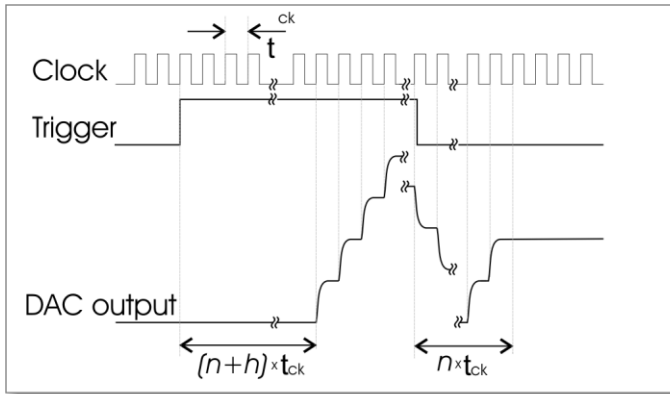 ck
t
Clock
Trigger
DAC output
(n+h)×tck
n×tck